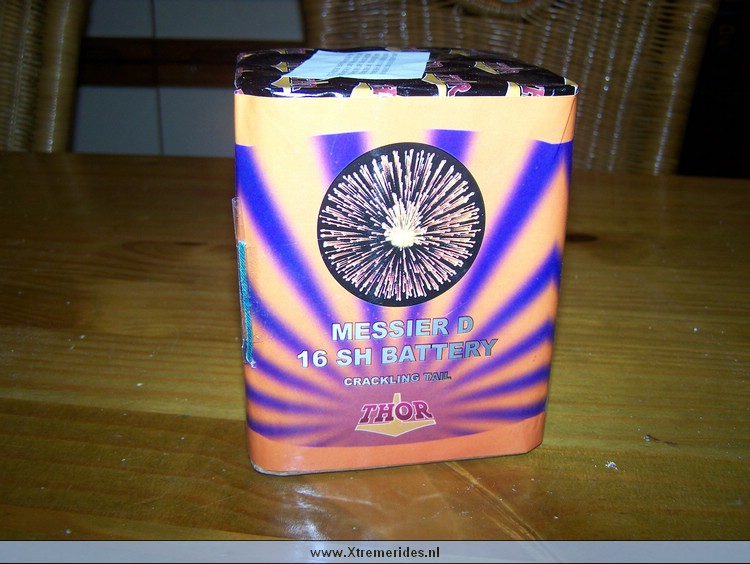 MESSIER D
16 SH BATTERY
CRACKLING TAIL
THOR
www.Xtremerides.nl